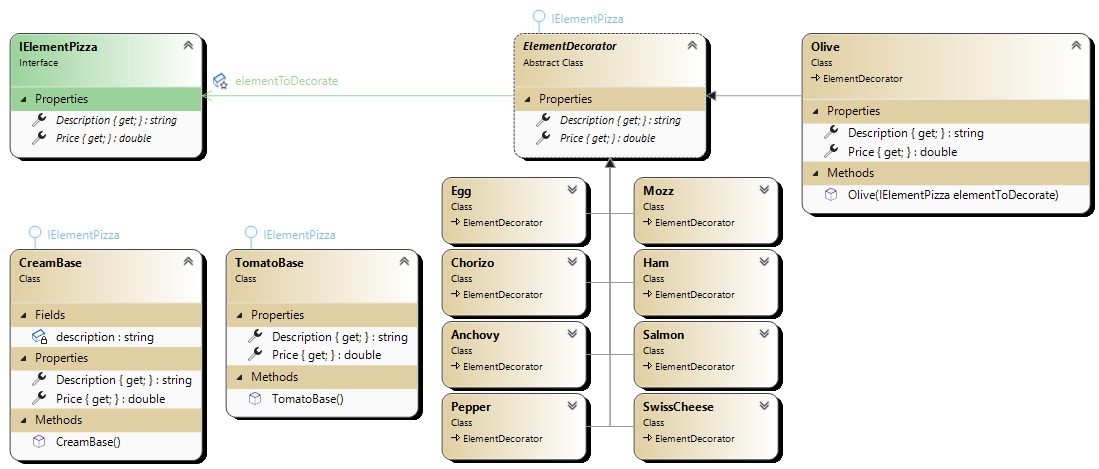 IElementPizza
Interface
Properties
Description { get; } : string
Price { get; } : double
elementToDecorate
IElementPizza
ElementDecorator
Abstract Class
Properties
Description { get; } : string
Price { get; } : double
Olive
Class
ElementDecorator
Properties
Description { get; } : string
Price { get; } : double
Methods
Olive(IElementPizza elementToDecorate)
IElementPizza
CreamBase
Class
Fields
description : string
Properties
Description { get; } : string
Price { get; } : double
Methods
CreamBase()
IElementPizza
TomatoBase
Class
Properties
Description { get; } : string
Price { get; } : double
Methods
TomatoBase()
Egg
Class
ElementDecorator
Mozz
Class
ElementDecorator
Chorizo
Class
ElementDecorator
Ham
Class
ElementDecorator
Anchovy
Class
ElementDecorator
Salmon
Class
ElementDecorator
Pepper
Class
ElementDecorator
SwissCheese
Class
ElementDecorator